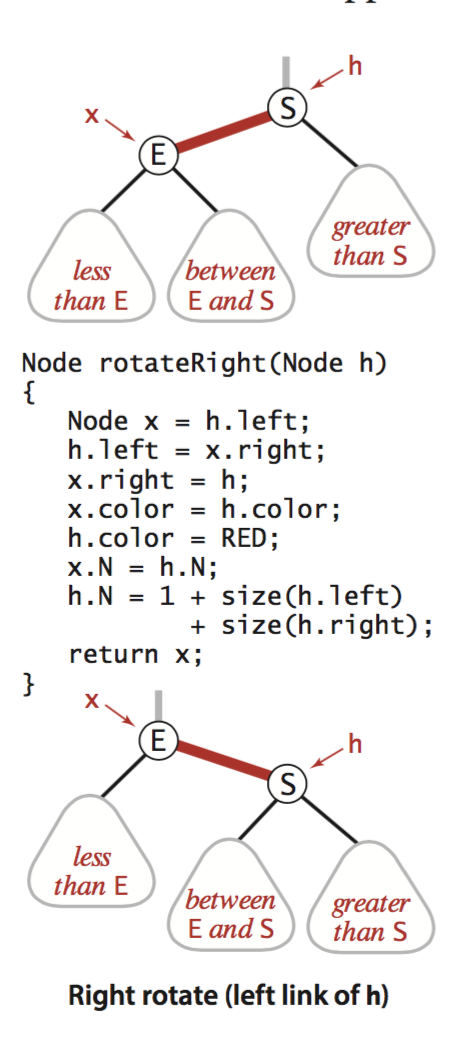 h
S
x
E
less
than E
between
E and S
greater
than S
Node rotateRight(Node h)
{
   Node x = h.left;
   h.left = x.right;
   x.right = h;
   x.color = h.color;
   h.color = RED;
   x.N = h.N;
   h.N = 1 + size(h.left)
           + size(h.right);
   return x;
}
x
E
h
S
less
than E
between
E and S
greater
than S
Right rotate (left link of h)